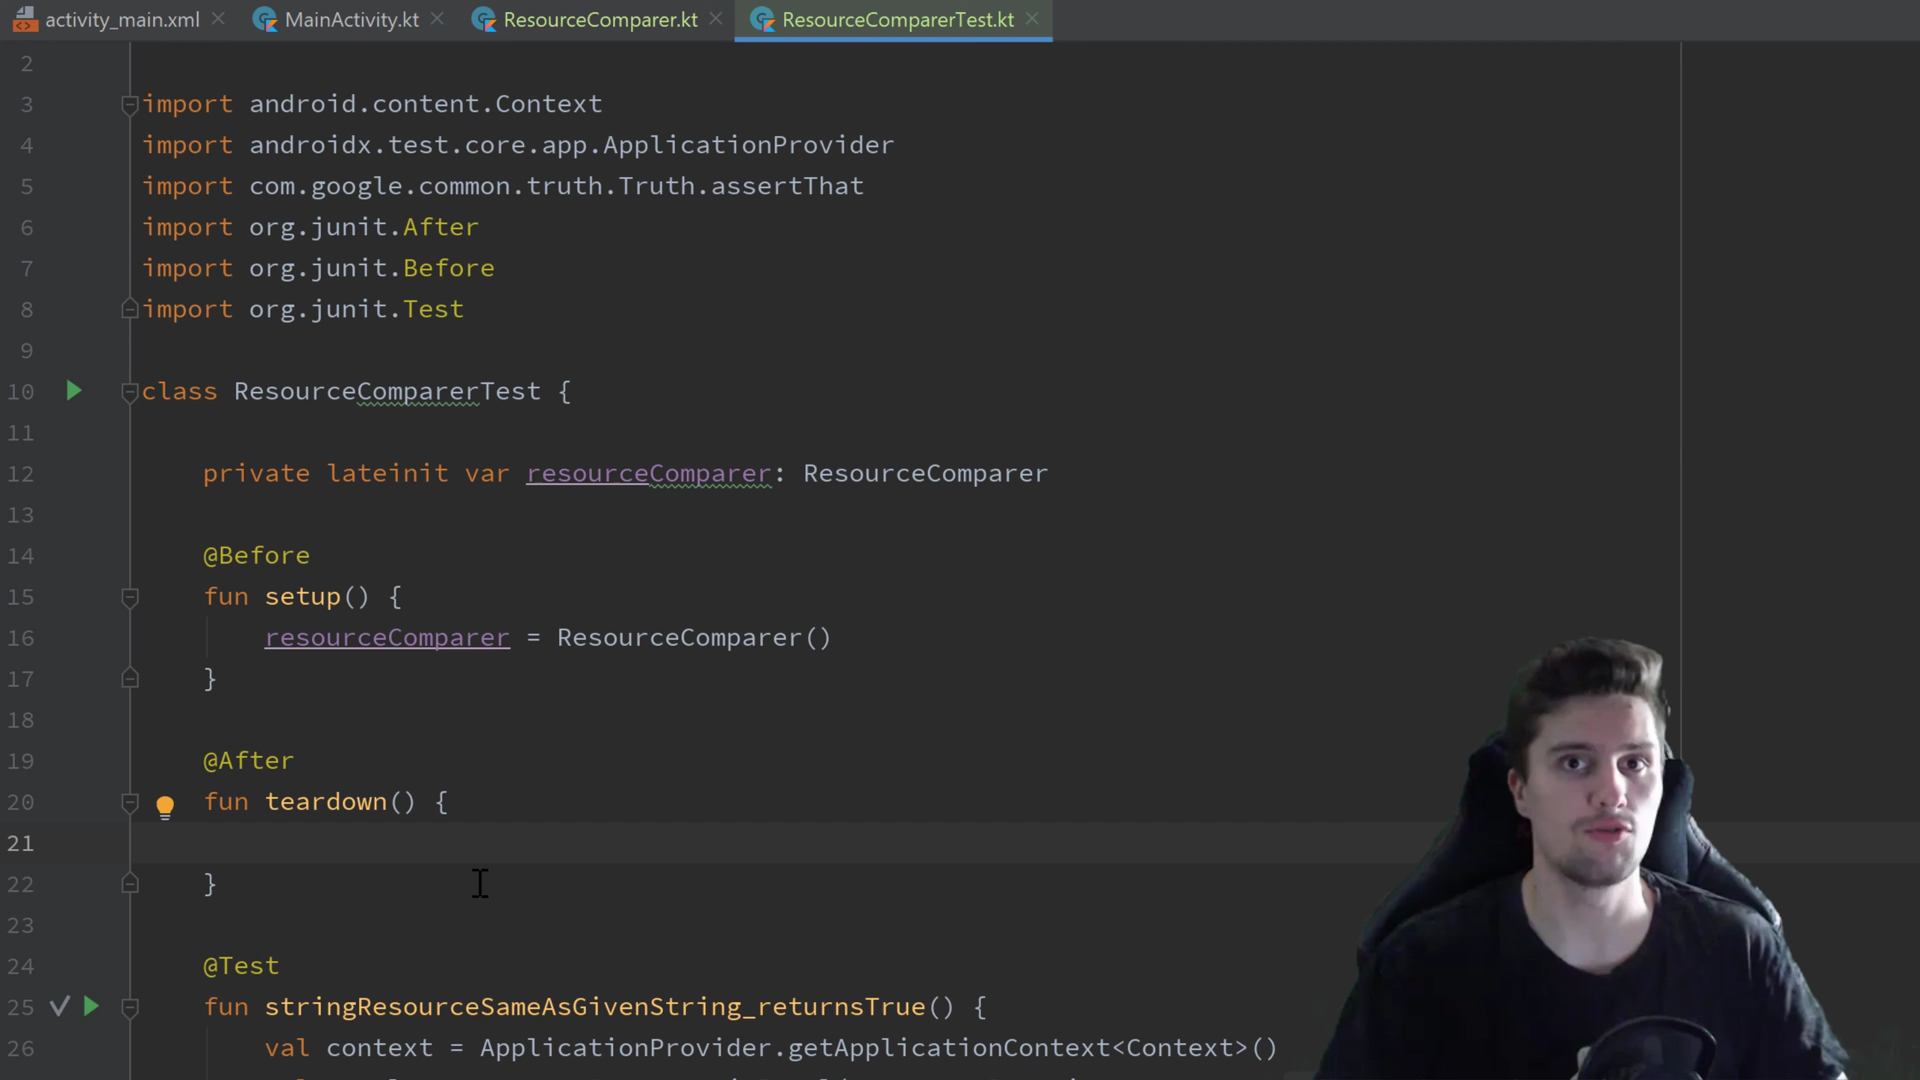 activity_main.xml MainActivity.kt ResourceComparer.kt ResourceComparerTest.kt
2
3 import android.content.Context
4 import androidx.test.core.app.ApplicationProvider
5 import com.google.common.truth.Truth.assertThat
6 import org.junit.After
7 import org.junit.Before
8 import org.junit.Test
9
10 class ResourceComparerTest {
11
12 private lateinit var resourceComparer: ResourceComparer
13
14 @Before
15 fun setup() {
16 resourceComparer = ResourceComparer()
17 }
18
19 @After
20 fun teardown() {
21
22 }
23
24 @Test
25 fun stringResourceSameAsGivenString_returnsTrue() {
26 val context = ApplicationProvider.getApplicationContext<Context>()